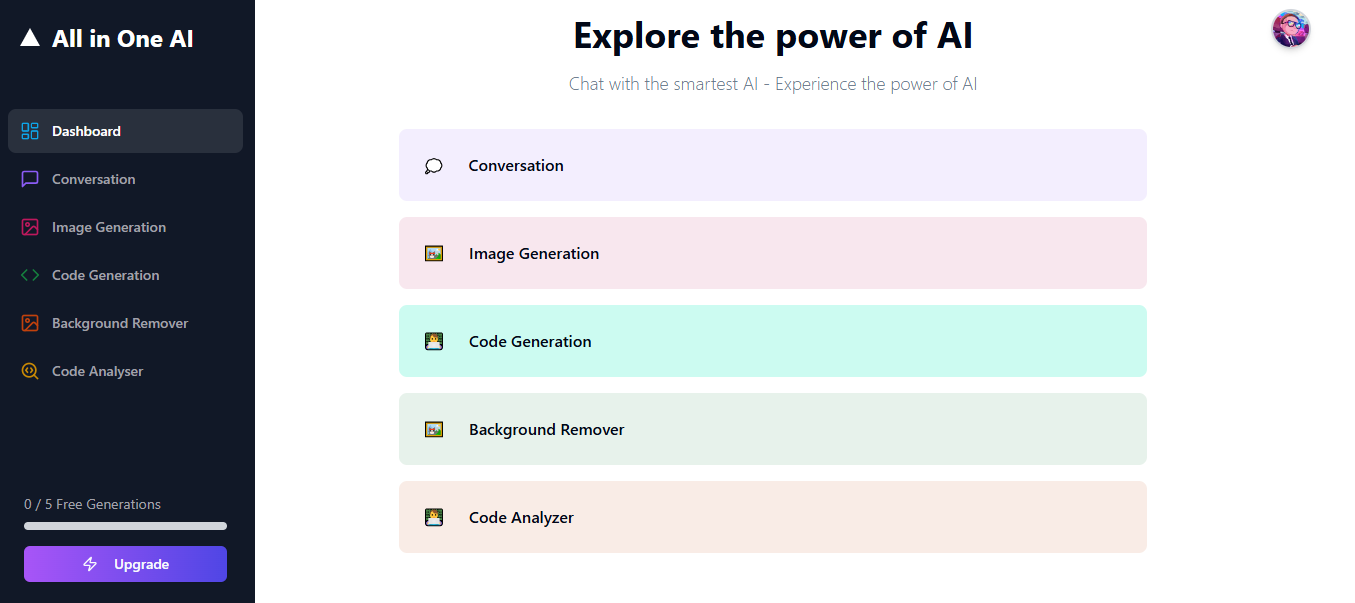 All in One AI
Dashboard
Conversation
Image Generation
Code Generation
Background Remover
Code Analyser
0 / 5 Free Generations
Upgrade
Explore the power of AI
Chat with the smartest AI - Experience the power of AI
Conversation
Image Generation
Code Generation
Background Remover
Code Analyzer